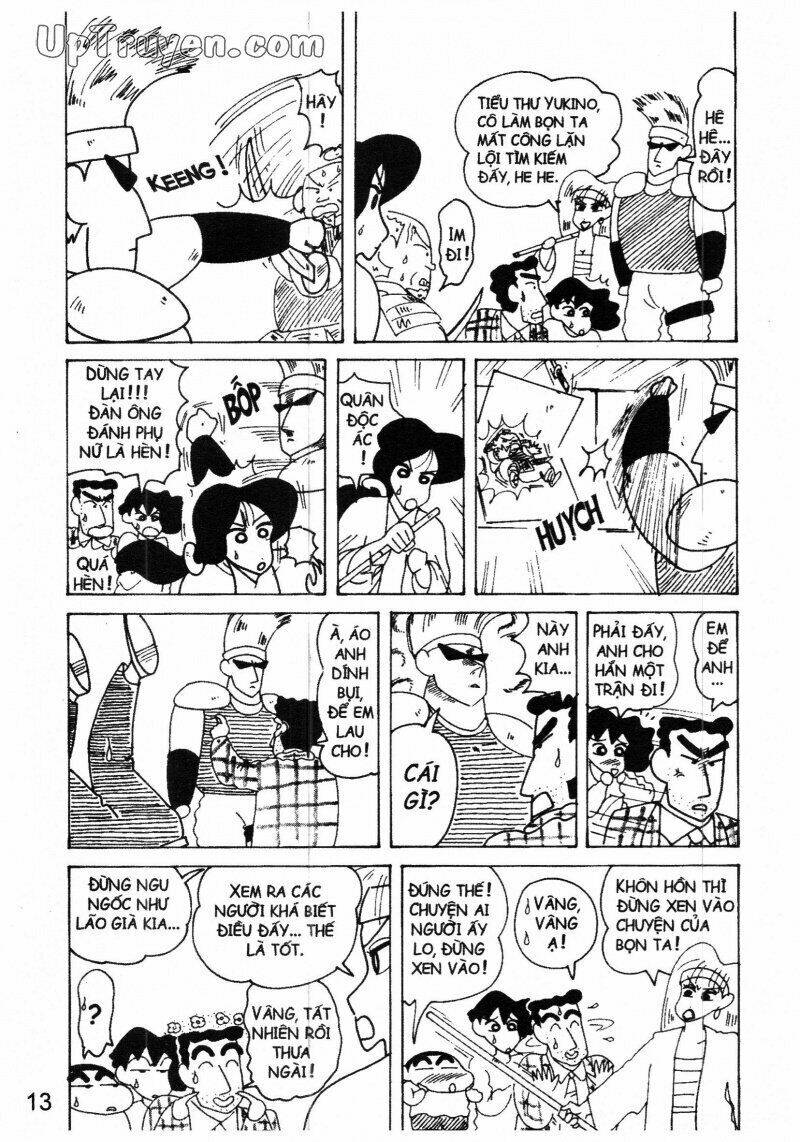 UpTruyen.com
HÊ
HÊ...
ĐÂY
RỒI!
TIỂU THƯ YUKINO,
CÔ LÀM BỌN TA
MẤT CÔNG LẶN
LỘI TÌM KIẾM
ĐẤY, HE HE.
IM
ĐI!
HÂY
!
KEENG!
HUỴCH
QUÂN
ĐỘC
ÁC
!
BỐP
DỪNG TAY
LẠI!!!
ĐÀN ÔNG
ĐÁNH PHỤ
NỮ LÀ HÈN!
QUÁ
HÈN!
EM
ĐỂ
ANH
...
PHẢI ĐẤY,
ANH CHO
HẮN MỘT
TRẬN ĐI!
NÀY
ANH
KIA...
CÁI
GÌ?
À, ÁO
ANH
DÍNH
BỤI,
ĐỂ EM
LAU
CHO!
KHÔN HỒN THÌ
ĐỪNG XEN VÀO
CHUYỆN CỦA
BỌN TA!
VÂNG,
VÂNG
Ạ!
ĐÚNG THẾ!
CHUYỆN AI
NGƯỜI ẤY
LO, ĐỪNG
XEN VÀO!
XEM RA CÁC
NGƯƠI KHÁ BIẾT
ĐIỀU ĐẤY... THẾ
LÀ TỐT.
ĐỪNG NGU
NGỐC NHƯ
LÃO GIÀ KIA...
VÂNG, TẤT
NHIÊN RỒI
THƯA
NGÀI!
?
13